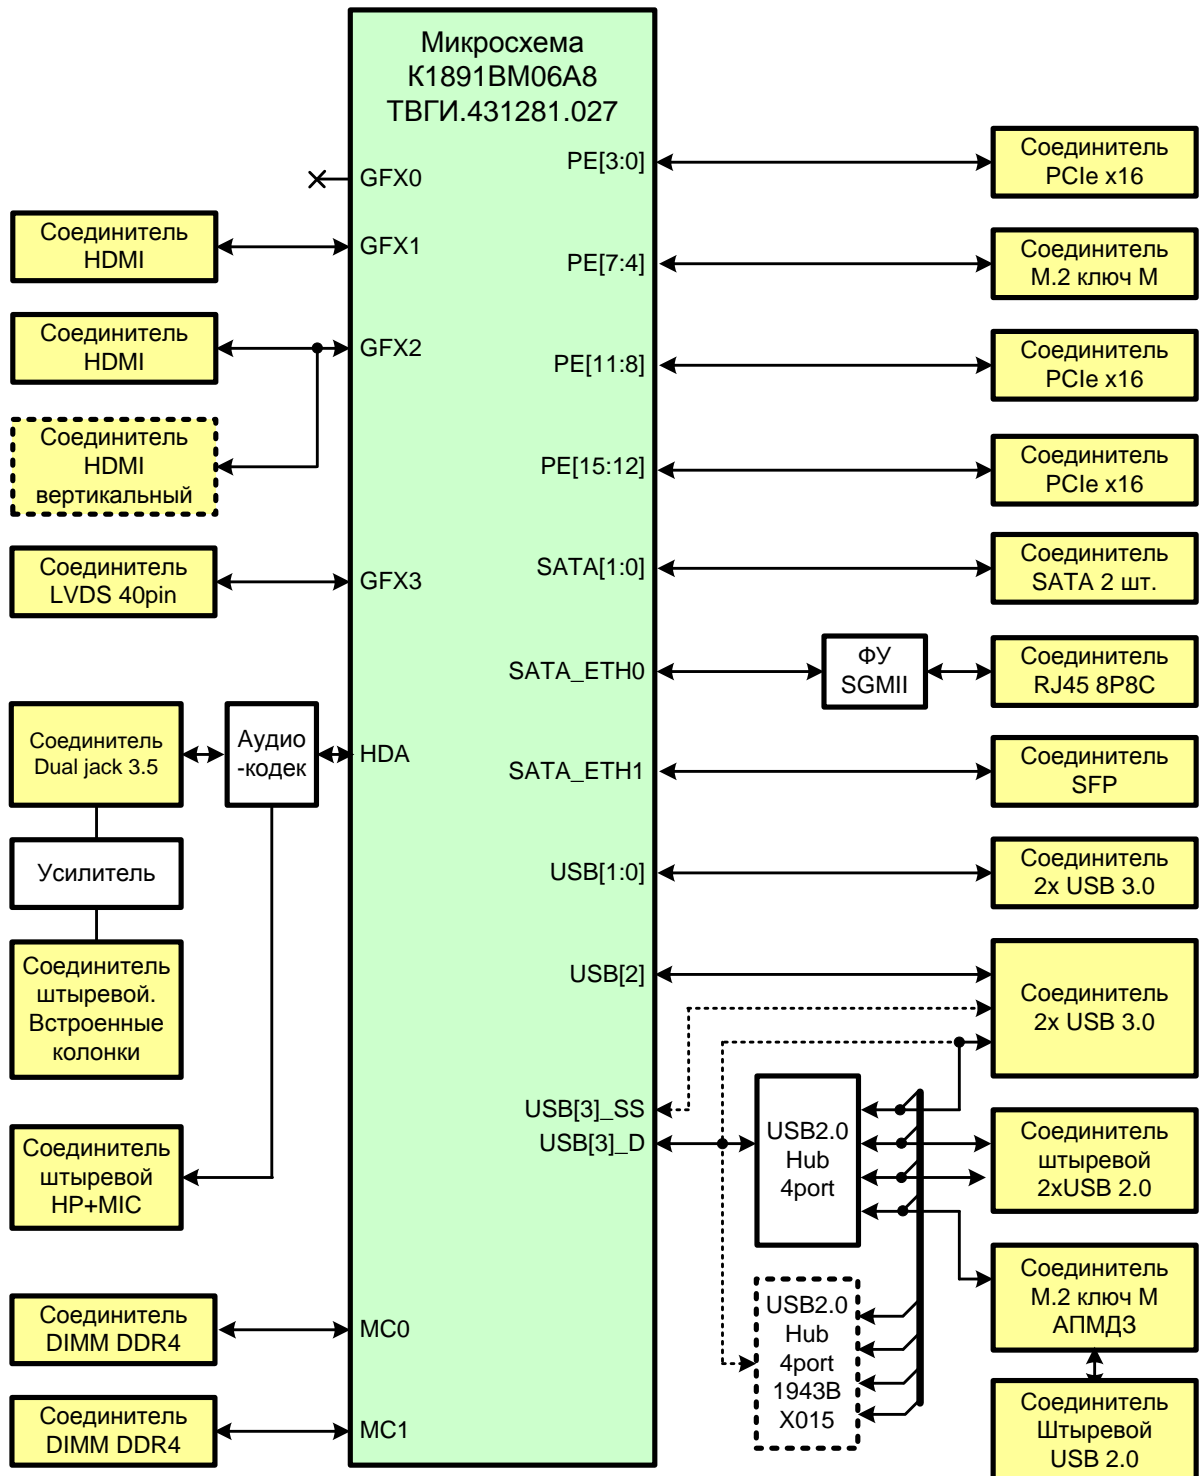 Микросхема
К1891ВМ06А8
ТВГИ.431281.027
GFX0
GFX1
GFX2
GFX3
HDA
MC0
MC1
PE[3:0]
PE[7:4]
PE[11:8]
PE[15:12]
SATA[1:0]
SATA_ETH0
SATA_ETH1
USB[1:0]
USB[2]
USB[3]_SS
USB[3]_D
Соединитель
HDMI
Соединитель
HDMI
Соединитель
HDMI
вертикальный
Соединитель
LVDS 40pin
Соединитель
Dual jack 3.5
Аудио
-кодек
Усилитель
Соединитель
штыревой.
Встроенные
колонки
Соединитель
штыревой
HP+MIC
Соединитель
DIMM DDR4
Соединитель
DIMM DDR4
Соединитель
PCIe x16
Соединитель
М.2 ключ М
Соединитель
PCIe x16
Соединитель
PCIe x16
Соединитель
SATA 2 шт.
ФУ
SGMII
Соединитель
RJ45 8P8C
Соединитель
SFP
Соединитель
2x USB 3.0
Соединитель
2x USB 3.0
USB2.0
Hub
4port
Соединитель
штыревой
2xUSB 2.0
Соединитель
М.2 ключ М
АПМДЗ
USB2.0
Hub
4port
1943В
Х015
Соединитель
Штыревой
USB 2.0